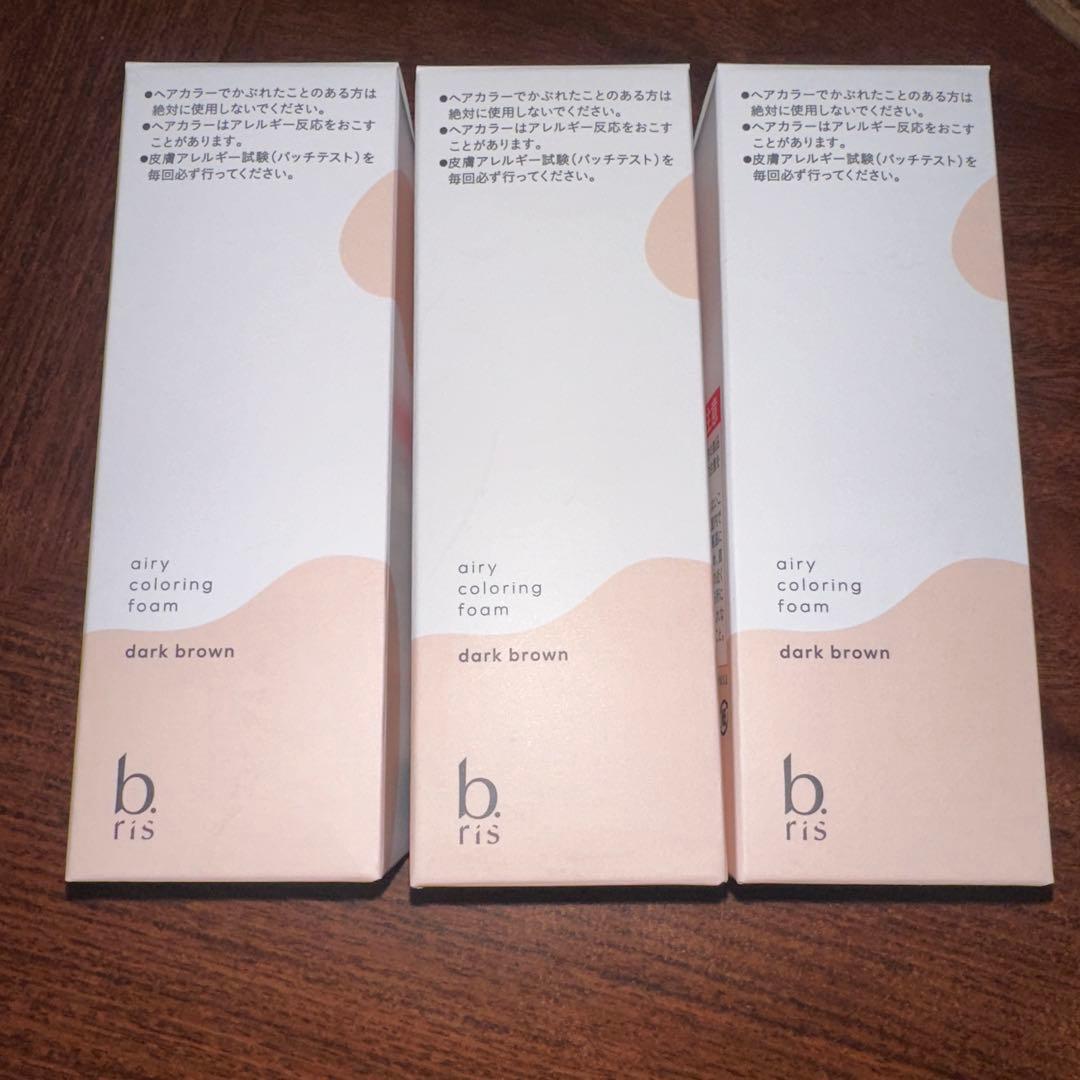 ●ヘアカラーでかぶれたことのある方は
絶対に使用しないでください。
●ヘアカラーはアレルギー反応をおこす
ことがあります。
●皮膚アレルギー試験(パッチテスト)を
毎回必ず行ってください。
airy
coloring
foam
dark brown
b.
ris
●ヘアカラーでかぶれたことのある方は
絶対に使用しないでください。
●ヘアカラーはアレルギー反応をおこす
ことがあります。
●皮膚アレルギー試験(パッチテスト)を
毎回必ず行ってください。
airy
coloring
foam
dark brown
b.
ris
●ヘアカラーでかぶれたことのある方は
絶対に使用しないでください。
●ヘアカラーはアレルギー反応をおこす
ことがあります。
●皮膚アレルギー試験(パッチテスト)を
毎回必ず行ってください。
airy
coloring
foam
dark brown
b.
ris